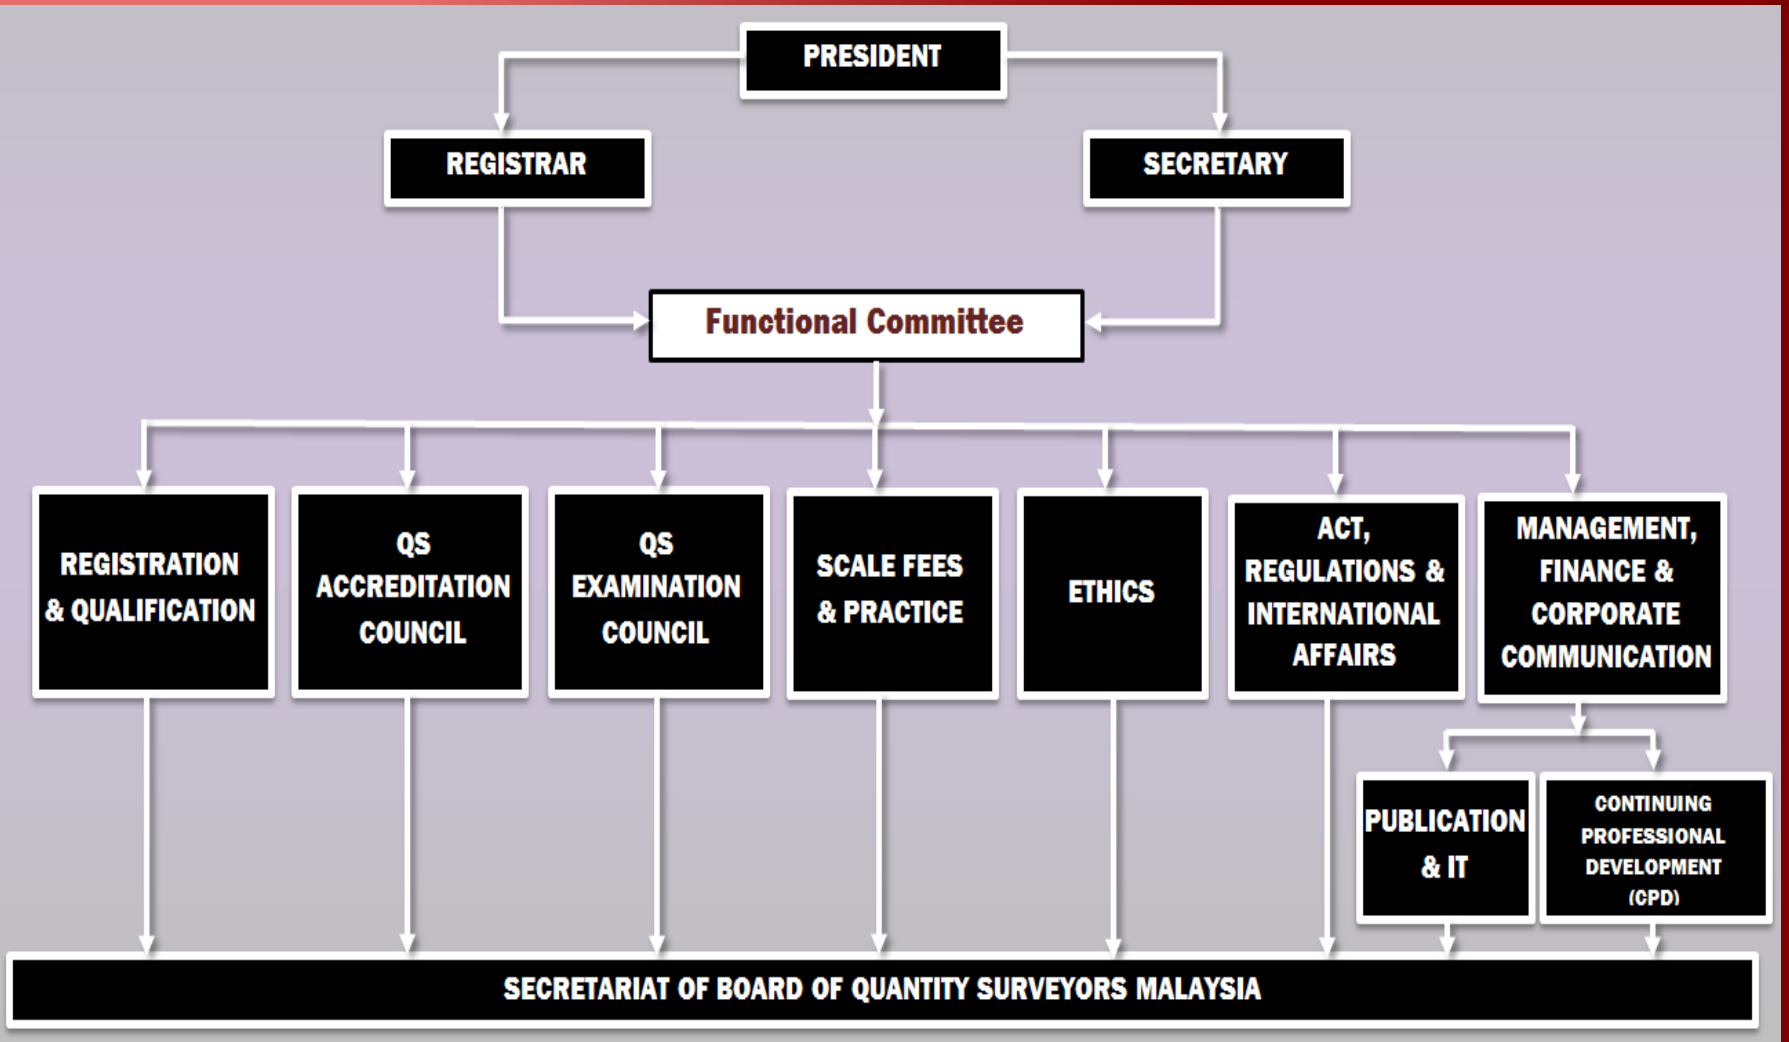 PRESIDENT
REGISTRAR
SECRETARY
Functional Committee
REGISTRATION
& QUALIFICATION
QS
ACCREDITATION
COUNCIL
QS
EXAMINATION
COUNCIL
SCALE FEES
& PRACTICE
ETHICS
ACT,
REGULATIONS &
INTERNATIONAL
AFFAIRS
MANAGEMENT,
FINANCE &
CORPORATE
COMMUNICATION
PUBLICATION
& IT
CONTINUING
PROFESSIONAL
DEVELOPMENT
(CPD)
SECRETARIAT OF BOARD OF QUANTITY SURVEYORS MALAYSIA